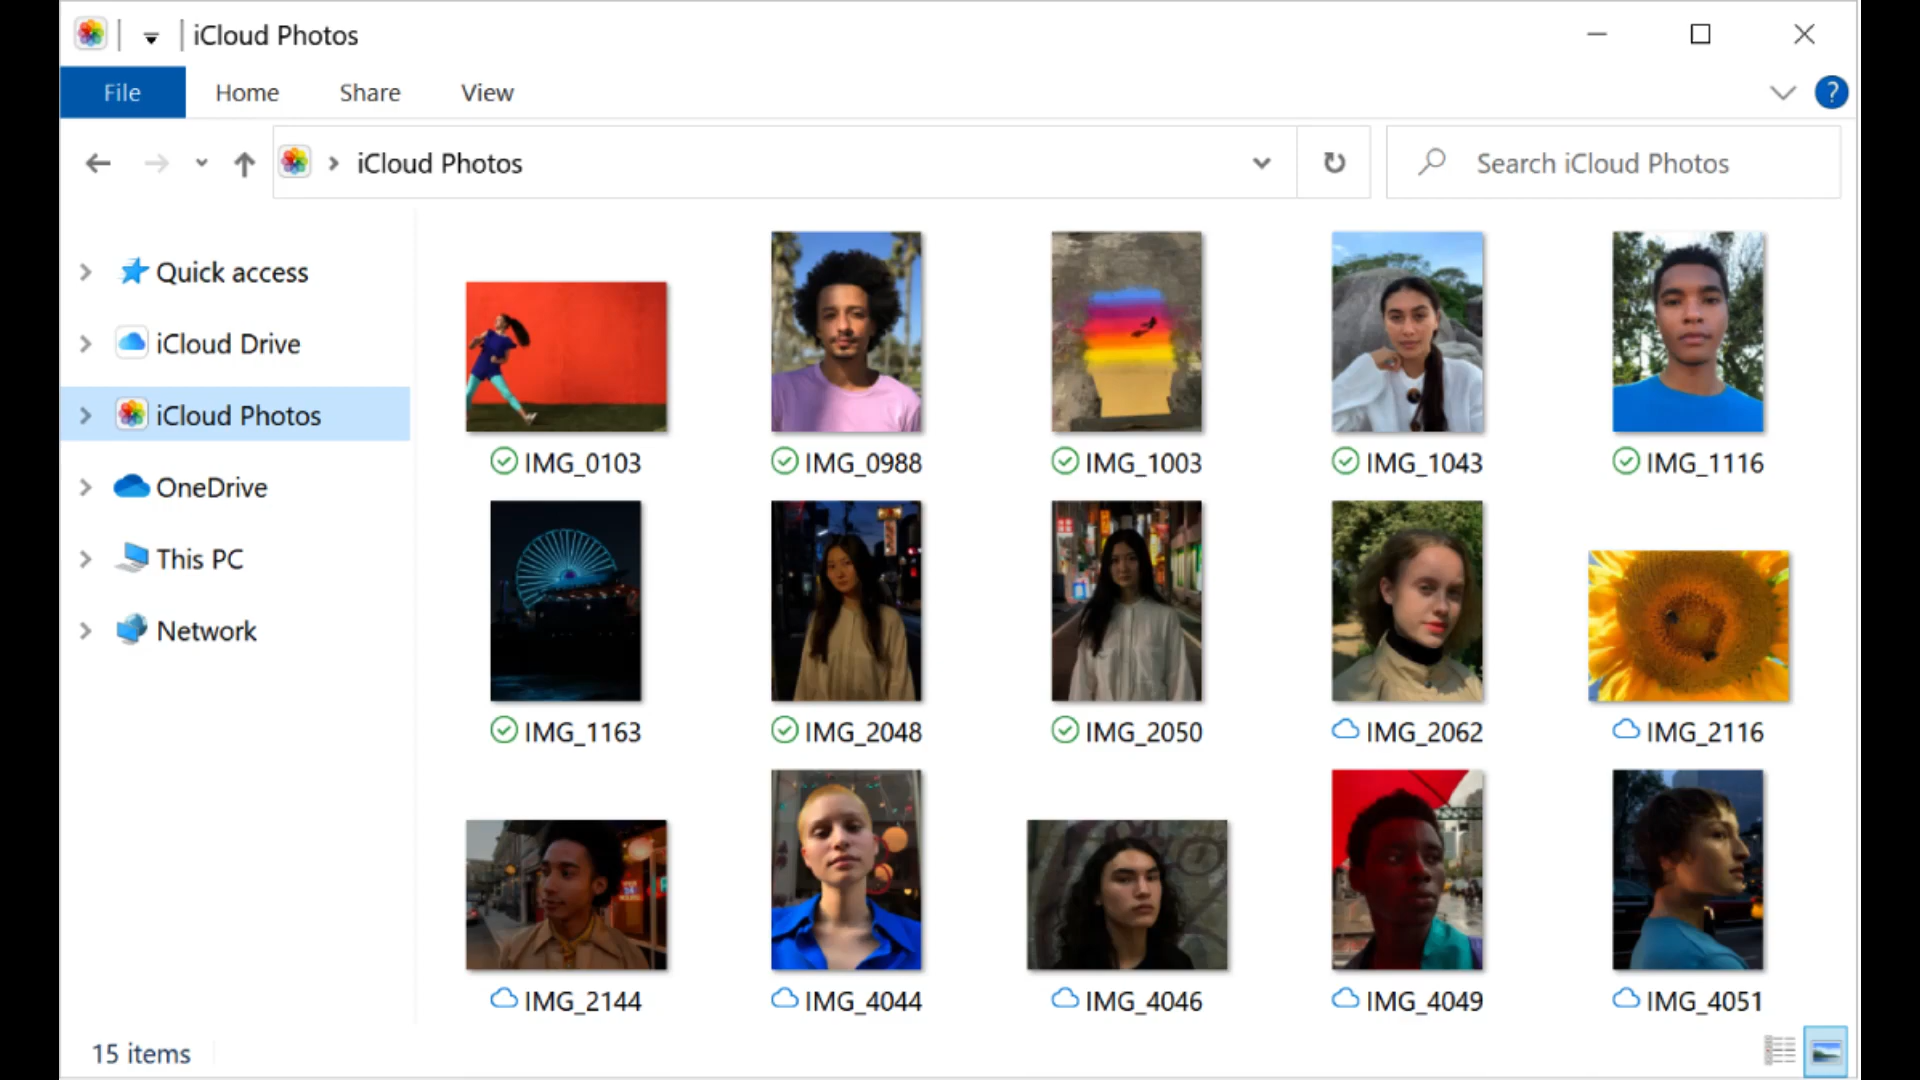 iCloud Photos
File Home Share View ?
iCloud Photos Search iCloud Photos
Quick access
iCloud Drive
iCloud Photos
OneDrive
This PC
Network
IMG_0103 IMG_0988 IMG_1003 IMG_1043 IMG_1116
IMG_1163 IMG_2048 IMG_2050 IMG_2062 IMG_2116
IMG_2144 IMG_4044 IMG_4046 IMG_4049 IMG_4051
15 items